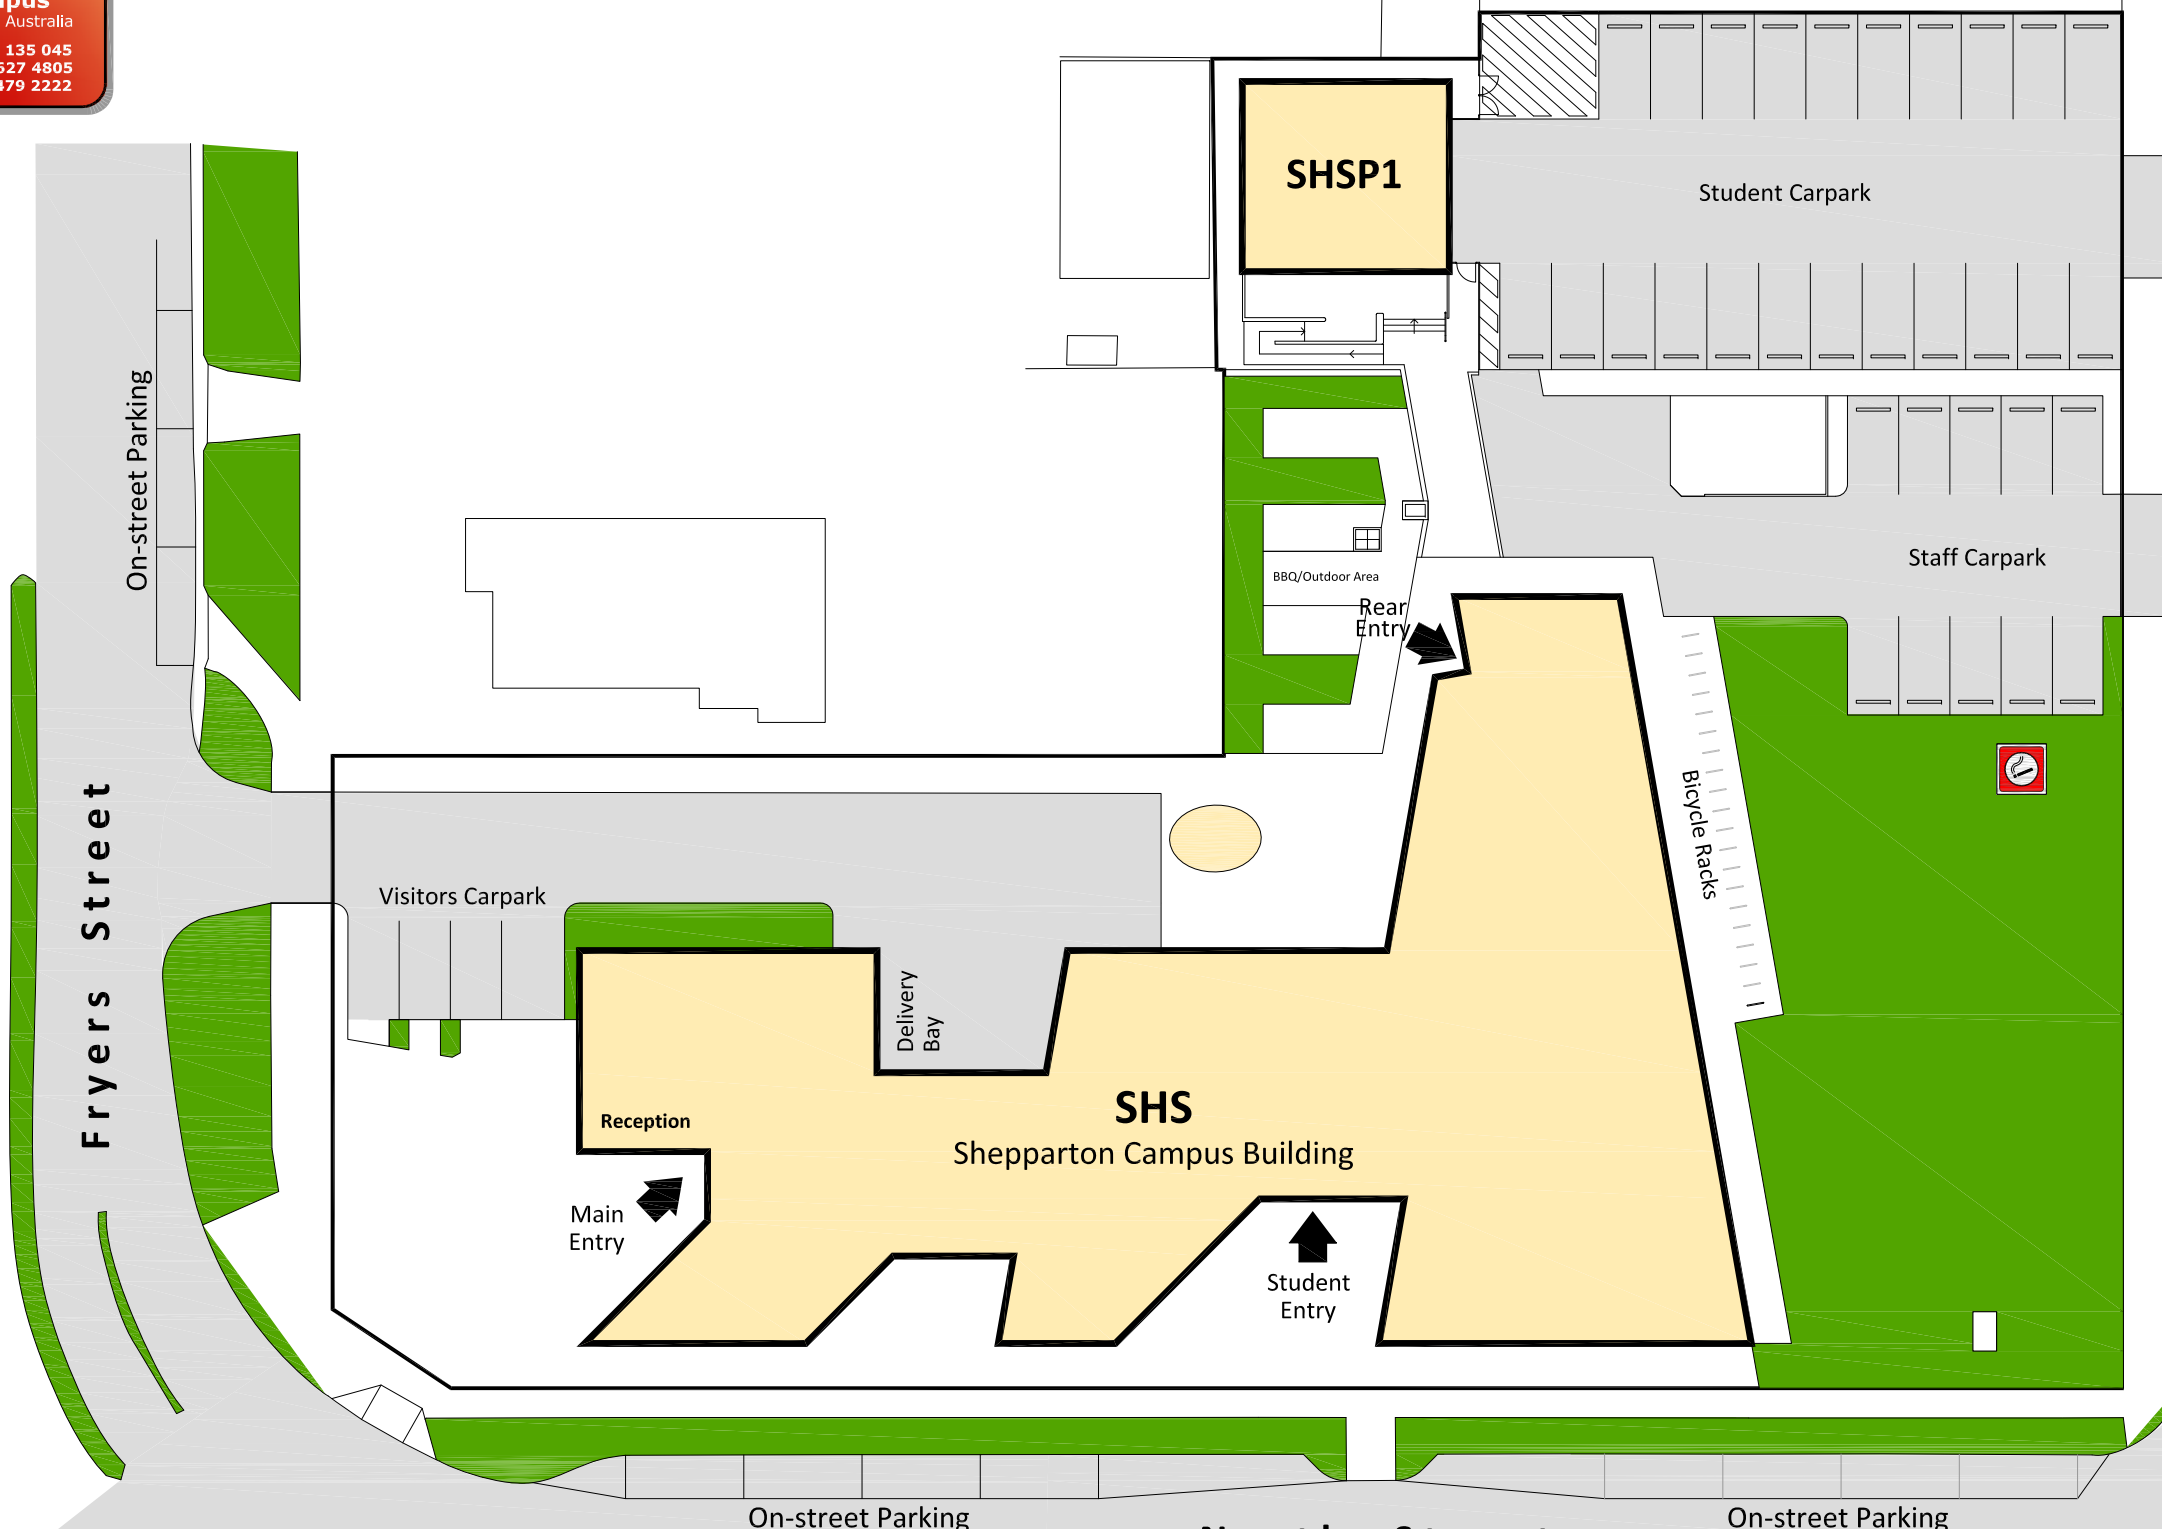 Australia
135 045
4805
479 2222
SHSP1
Student Carpark
On-street Parking
Staff Carpark
BBQ/Outdoor Area
Rear
Entry
Bicycle Racks
Fryers Street
Visitors Carpark
Delivery
Bay
Reception
SHS
Shepparton Campus Building
Main
Entry
Student
Entry
On-street Parking
On-street Parking